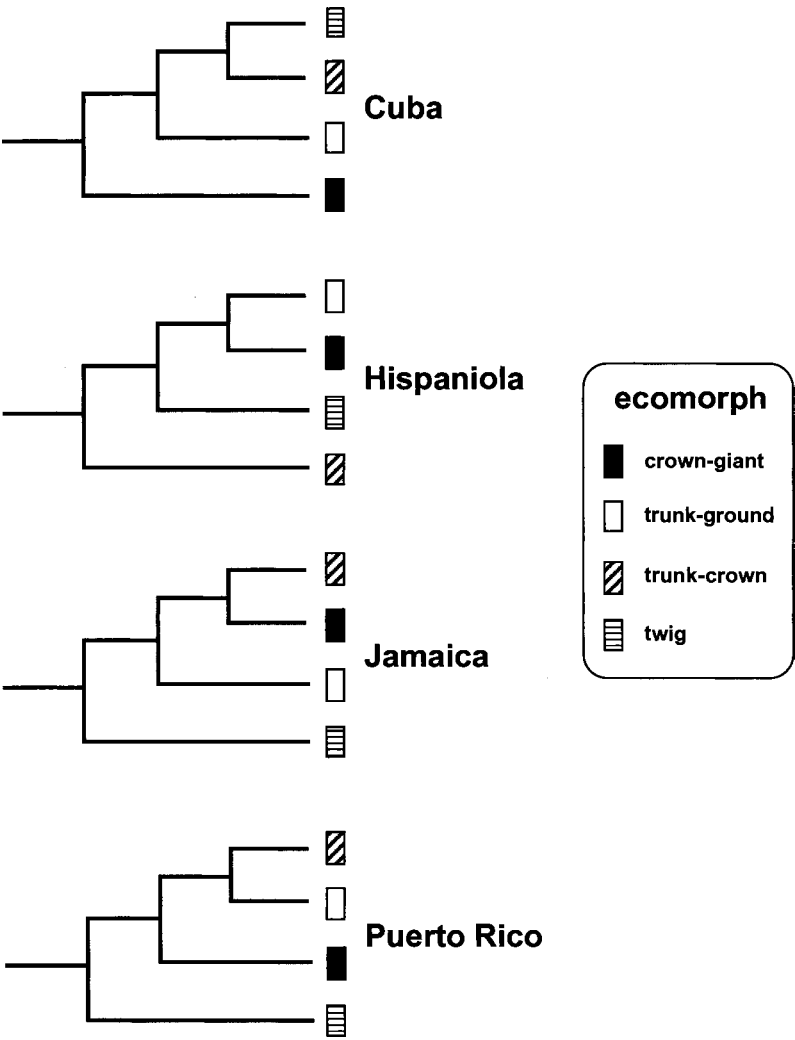 Cuba
Hispaniola
ecomorph
crown-giant
trunk-ground
trunk-crown
twig
Jamaica
Puerto Rico